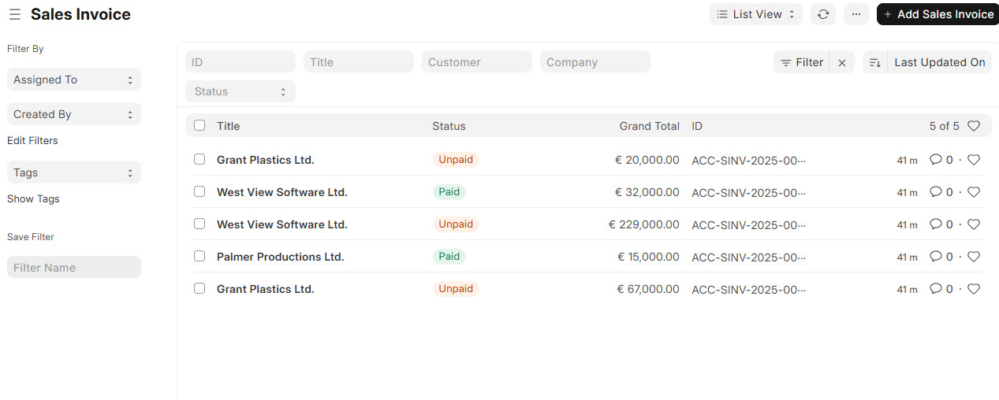 Sales Invoice
List View
···
+ Add Sales Invoice
Filter By
Assigned To
Created By
Edit Filters
Tags
Show Tags
Save Filter
Filter Name
ID
Title
Customer
Company
Filter
Last Updated On
Status
Title Status Grand Total ID 5 of 5
Grant Plastics Ltd. Unpaid € 20,000.00 ACC-SINV-2025-00··· 41 m 0 ·
West View Software Ltd. Paid € 32,000.00 ACC-SINV-2025-00··· 41 m 0 ·
West View Software Ltd. Unpaid € 229,000.00 ACC-SINV-2025-00··· 41 m 0 ·
Palmer Productions Ltd. Paid € 15,000.00 ACC-SINV-2025-00··· 41 m 0 ·
Grant Plastics Ltd. Unpaid € 67,000.00 ACC-SINV-2025-00··· 41 m 0 ·